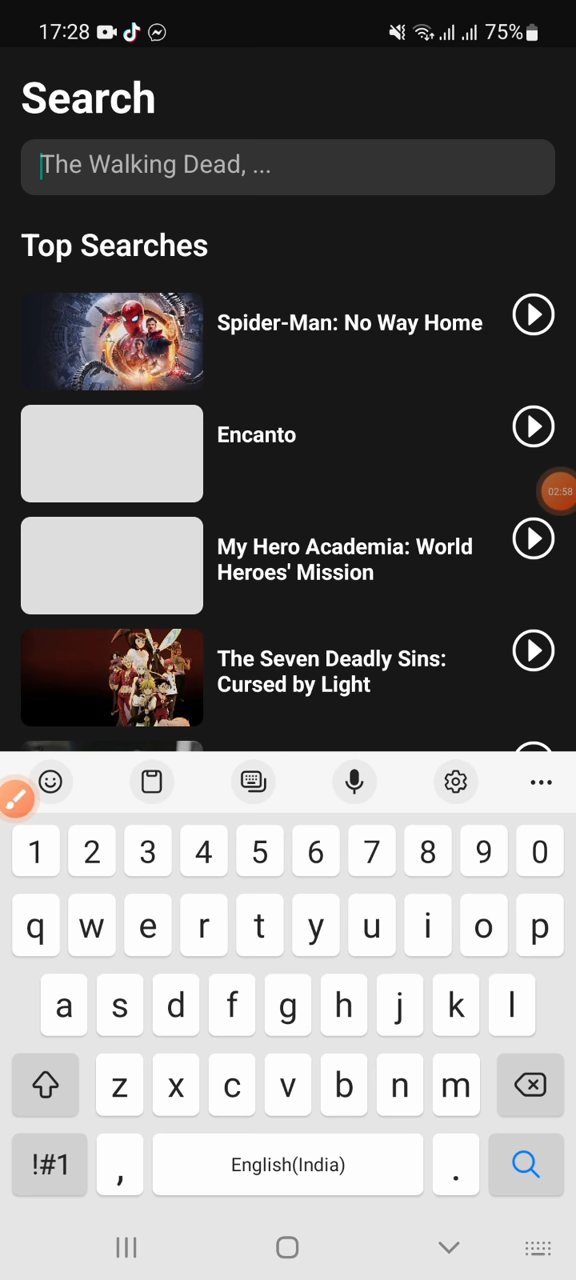 17:28 75%
Search
The Walking Dead, ...
Top Searches
Spider-Man: No Way Home
Encanto
02:58
My Hero Academia: World
Heroes' Mission
The Seven Deadly Sins:
Cursed by Light
1 2 3 4 5 6 7 8 9 0
q w e r t y u i o p
a s d f g h j k l
z x c v b n m
!#1 , English(India) .